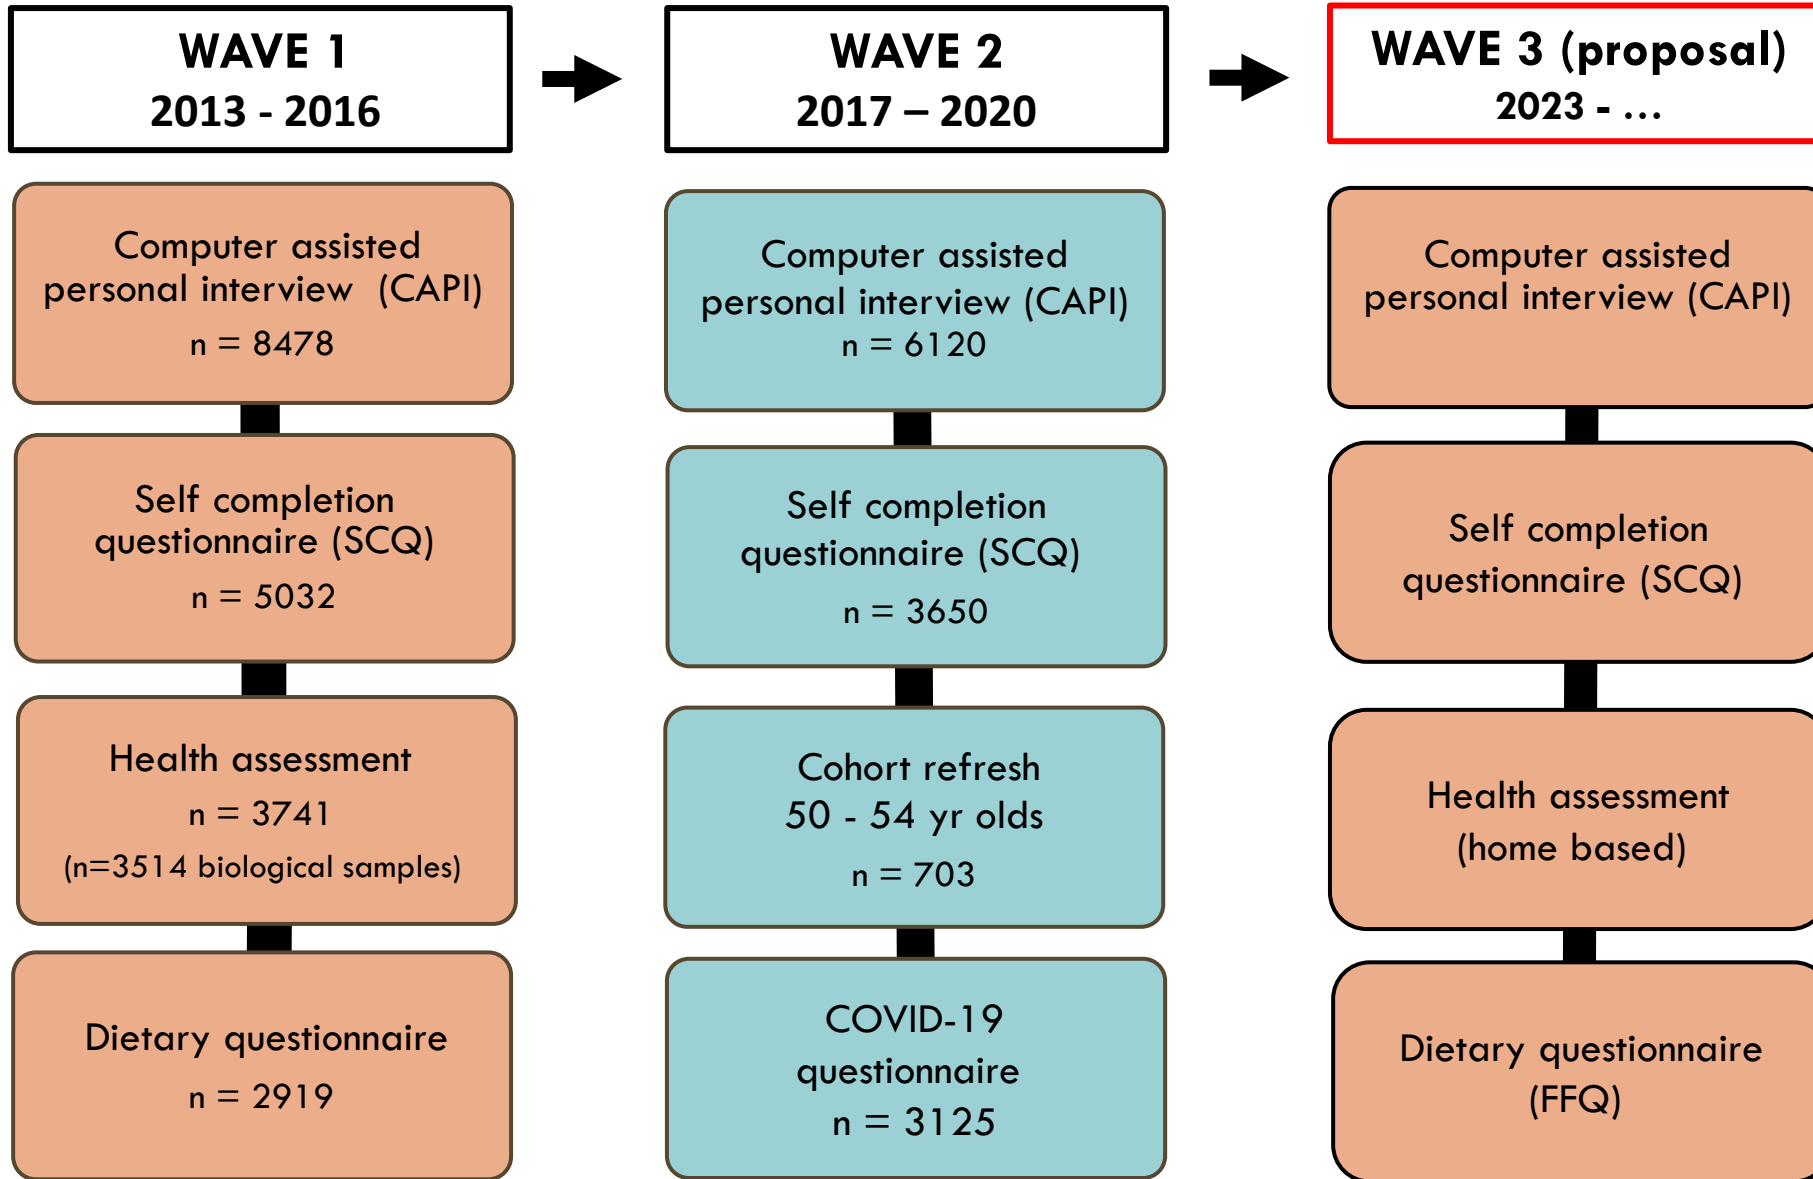 WAVE 1
2013 - 2016
Computer assisted
personal interview (CAPI)
n = 8478
Self completion
questionnaire (SCQ)
n = 5032
Health assessment
n = 3741
(n=3514 biological samples)
Dietary questionnaire
n = 2919
WAVE 2
2017 – 2020
Computer assisted
personal interview (CAPI)
n = 6120
Self completion
questionnaire (SCQ)
n = 3650
Cohort refresh
50 - 54 yr olds
n = 703
COVID-19
questionnaire
n = 3125
WAVE 3 (proposal)
2023 - ...
Computer assisted
personal interview (CAPI)
Self completion
questionnaire (SCQ)
Health assessment
(home based)
Dietary questionnaire
(FFQ)